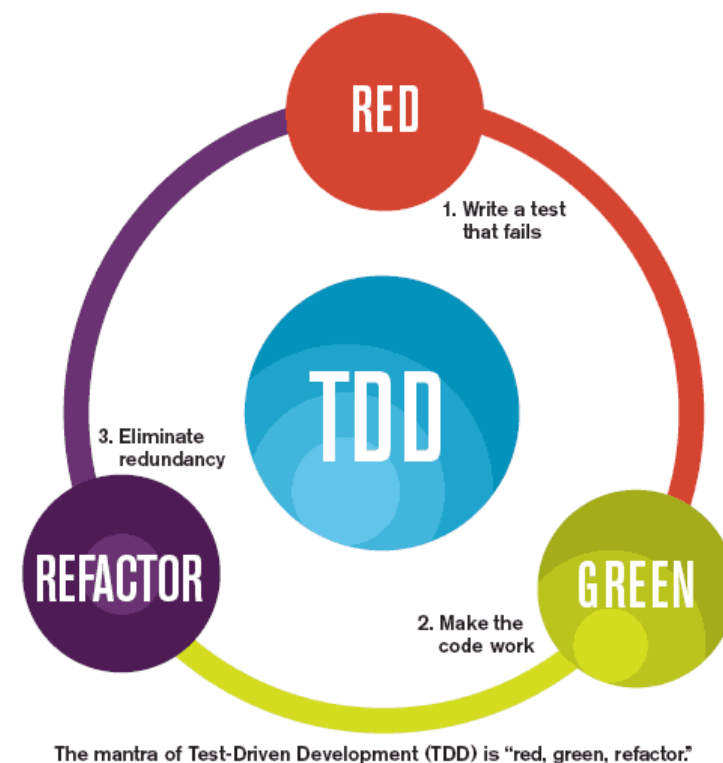 RED
1. Write a test
that fails
TDD
3. Eliminate
redundancy
REFACTOR
GREEN
2. Make the
code work
The mantra of Test-Driven Development (TDD) is “red, green, refactor.”